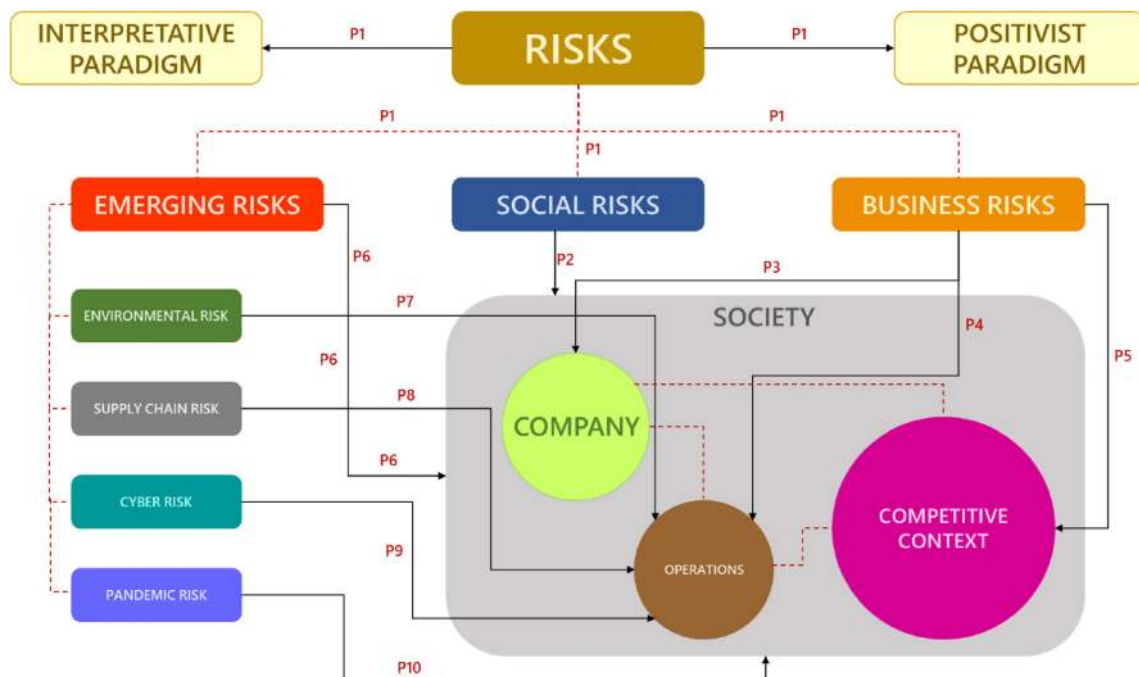 INTERPRETATIVE
PARADIGM
P1
RISKS
P1
POSITIVIST
PARADIGM
P1
P1
P1
EMERGING RISKS
SOCIAL RISKS
BUSINESS RISKS
P6
P2
P3
ENVIRONMENTAL RISK
P7
SOCIETY
P4
P6
P5
SUPPLY CHAIN RISK
P8
COMPANY
P6
CYBER RISK
COMPETITIVE
CONTEXT
P9
OPERATIONS
PANDEMIC RISK
P10